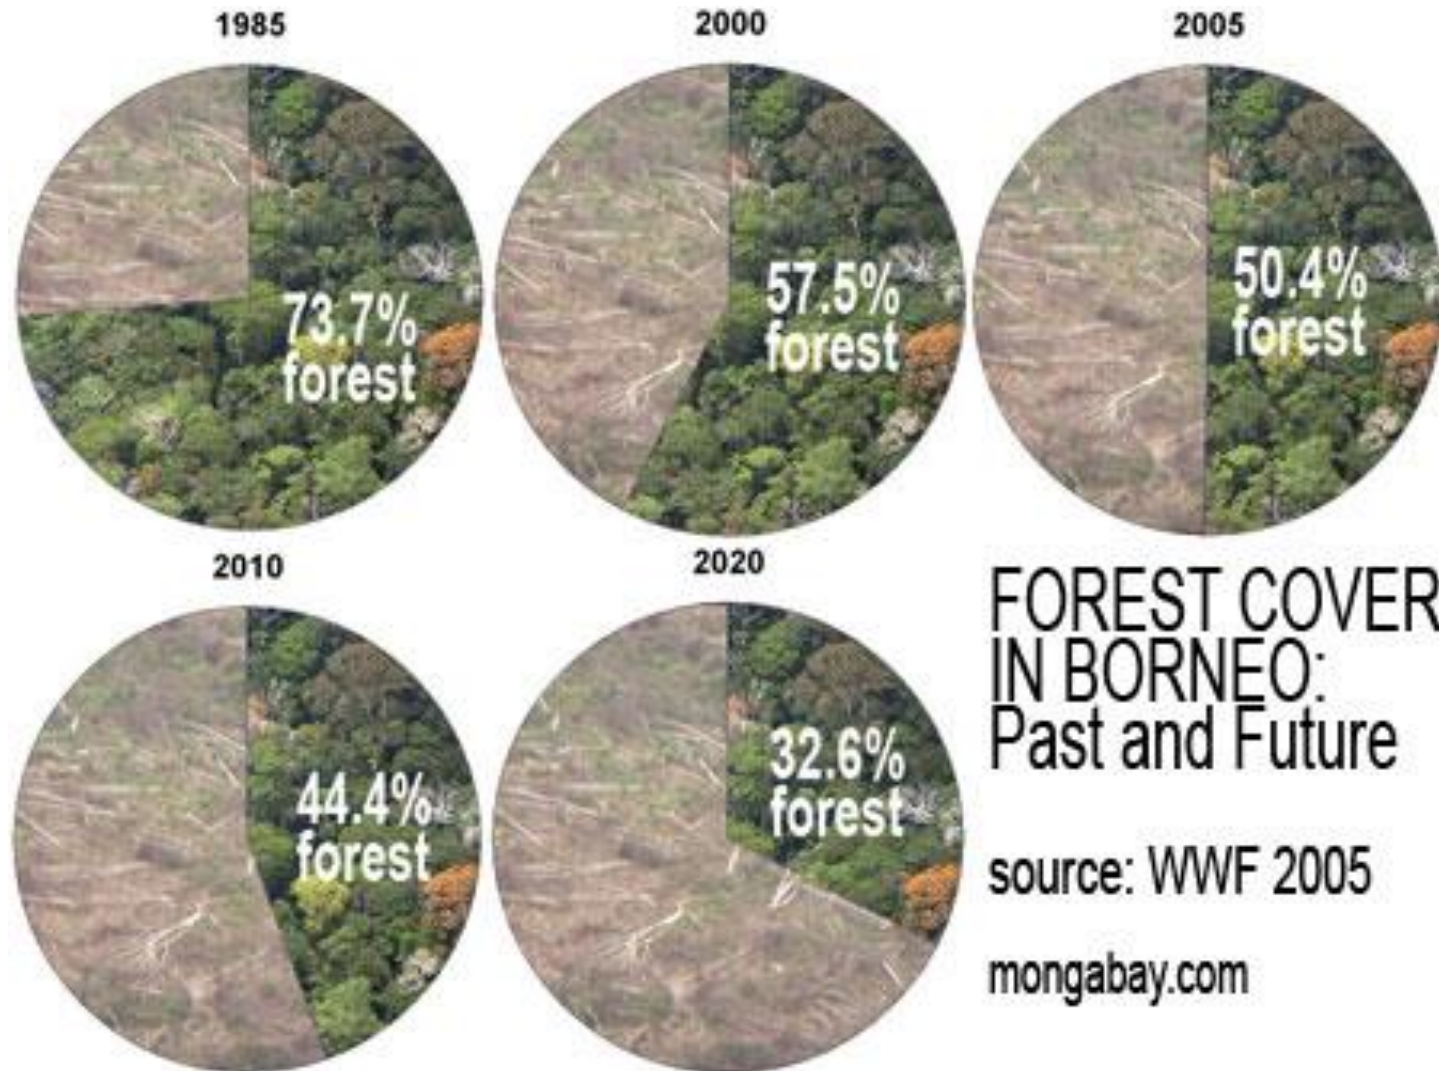 1985
73.7%
forest
2000
57.5%
forest
2005
50.4%
forest
2010
44.4%
forest
2020
32.6%
forest
FOREST COVER
IN BORNEO:
Past and Future
source: WWF 2005
mongabay.com